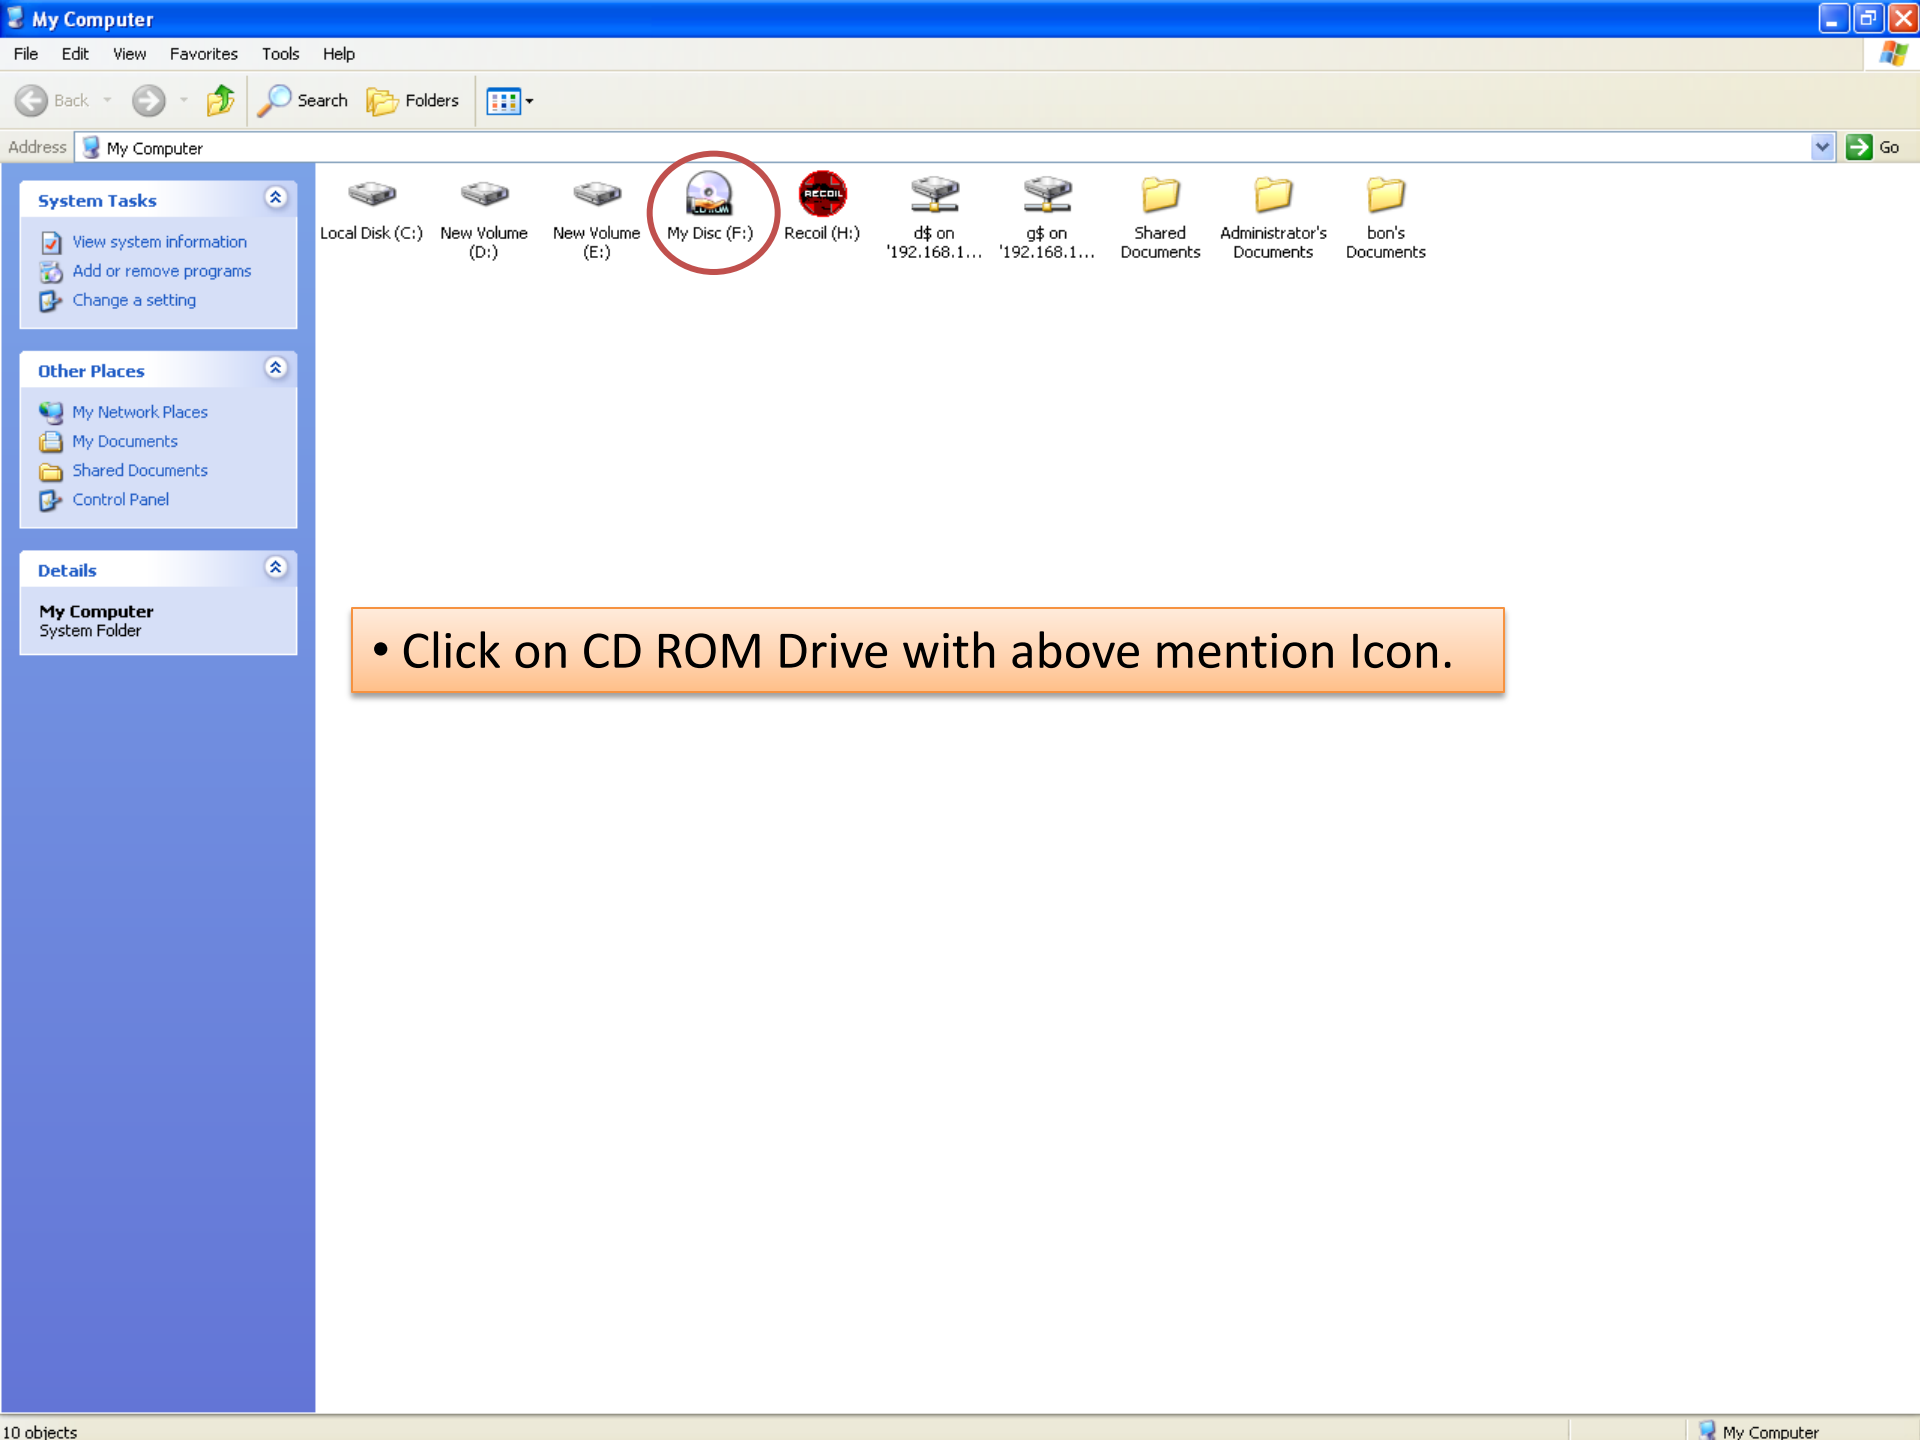 My Computer
File Edit View Favorites Tools Help
Back Search Folders
Address My Computer Go
System Tasks
View system information
Add or remove programs
Change a setting
Other Places
My Network Places
My Documents
Shared Documents
Control Panel
Details
My Computer
System Folder
Local Disk (C:)
New Volume
(D:)
New Volume
(E:)
CD ROM
My Disc (F:)
RECOIL
Recoil (H:)
d$ on
'192.168.1...
g$ on
'192.168.1...
Shared
Documents
Administrator's
Documents
bon's
Documents
• Click on CD ROM Drive with above mention Icon.
10 objects
My Computer